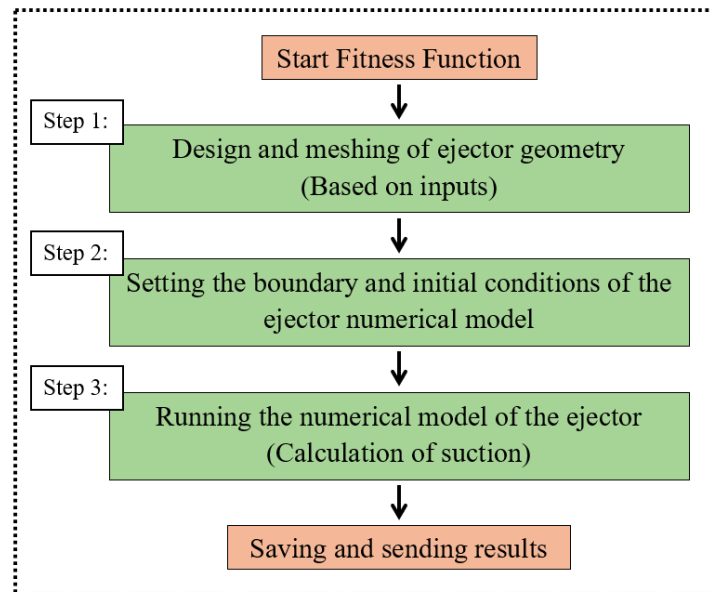 Start Fitness Function
Step 1:
Design and meshing of ejector geometry
(Based on inputs)
Step 2:
Setting the boundary and initial conditions of the
ejector numerical model
Step 3:
Running the numerical model of the ejector
(Calculation of suction)
Saving and sending results